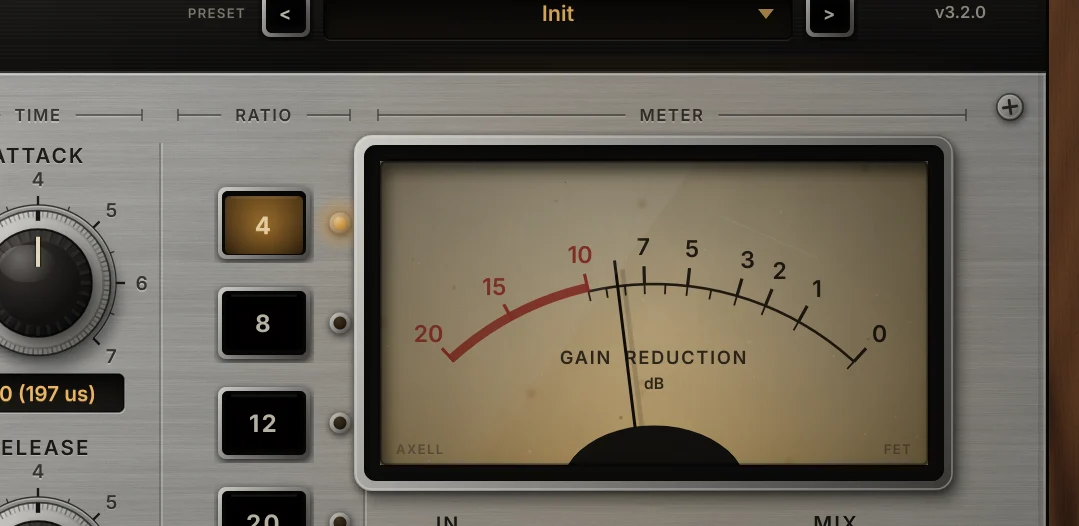 PRESET < Init > v3.2.0
TIME RATIO METER
ATTACK
4 5 6 7
0 (197 us)
ELEASE
4 5
4
8
12
20
20 15 10 7 5 3 2 1 0
GAIN REDUCTION
dB
AXELL FET
IN MIX